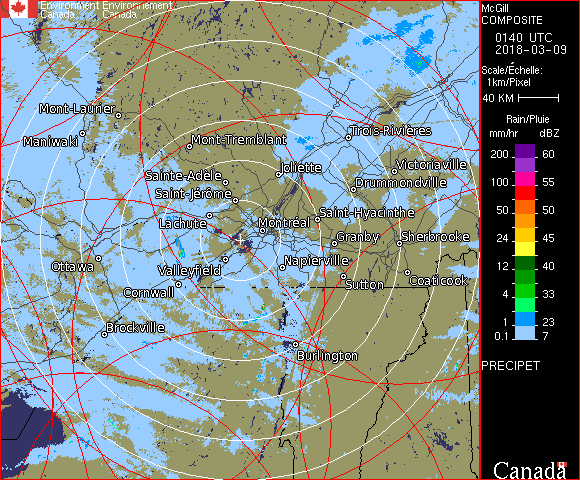 Environment Environnement
Canada Canada
Mont-Laurier
Maniwaki
Mont-Tremblant
Trois-Rivières
Sainte-Adèle
Joliette
Victoriaville
Saint-Jérôme
Drummondville
Lachute
Montréal
Saint-Hyacinthe
Granby
Sherbrooke
Ottawa
Valleyfield
Napierville
Cornwall
Sutton
Coaticook
Brockville
Burlington
McGill
COMPOSITE
0140 UTC
2018-03-09
Scale/Échelle:
1km/Pixel
40 KM
Rain/Pluie
mm/hr dBZ
200 60
100 55
50 50
24 45
12 40
4 33
1 23
0.1 7
PRECIPET
Canada